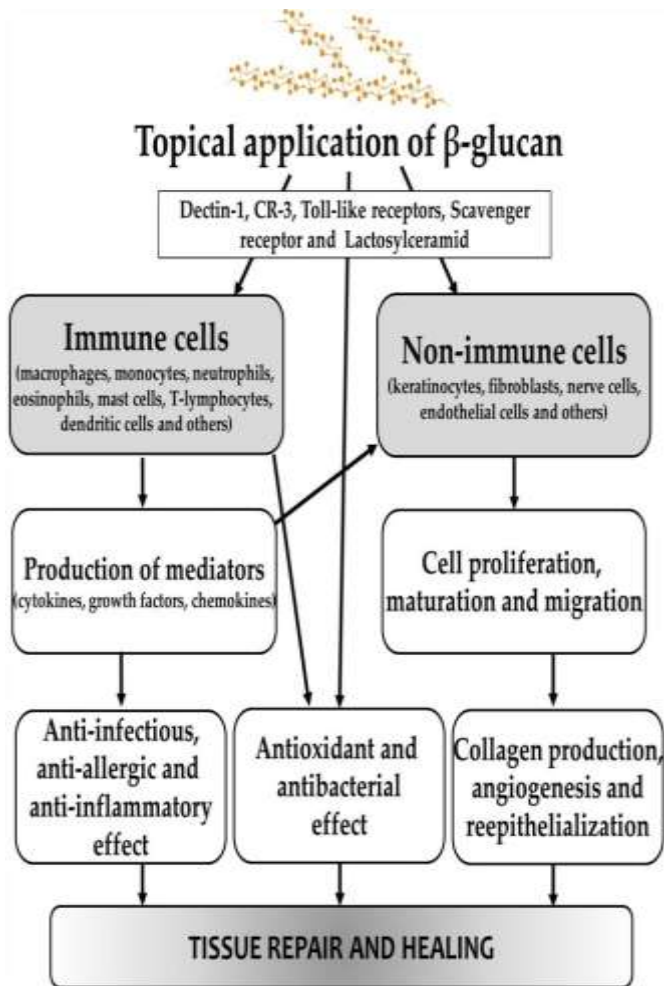 Topical application of β-glucan
Dectin-1, CR-3, Toll-like receptors, Scavenger
receptor and Lactosylceramid
Immune cells
(macrophages, monocytes, neutrophils,
eosinophils, mast cells, T-lymphocytes,
dendritic cells and others)
Non-immune cells
(keratinocytes, fibroblasts, nerve cells,
endothelial cells and others)
Production of mediators
(cytokines, growth factors, chemokines)
Cell proliferation,
maturation and migration
Anti-infectious,
anti-allergic and
anti-inflammatory
effect
Antioxidant and
antibacterial
effect
Collagen production,
angiogenesis and
reepithelialization
TISSUE REPAIR AND HEALING